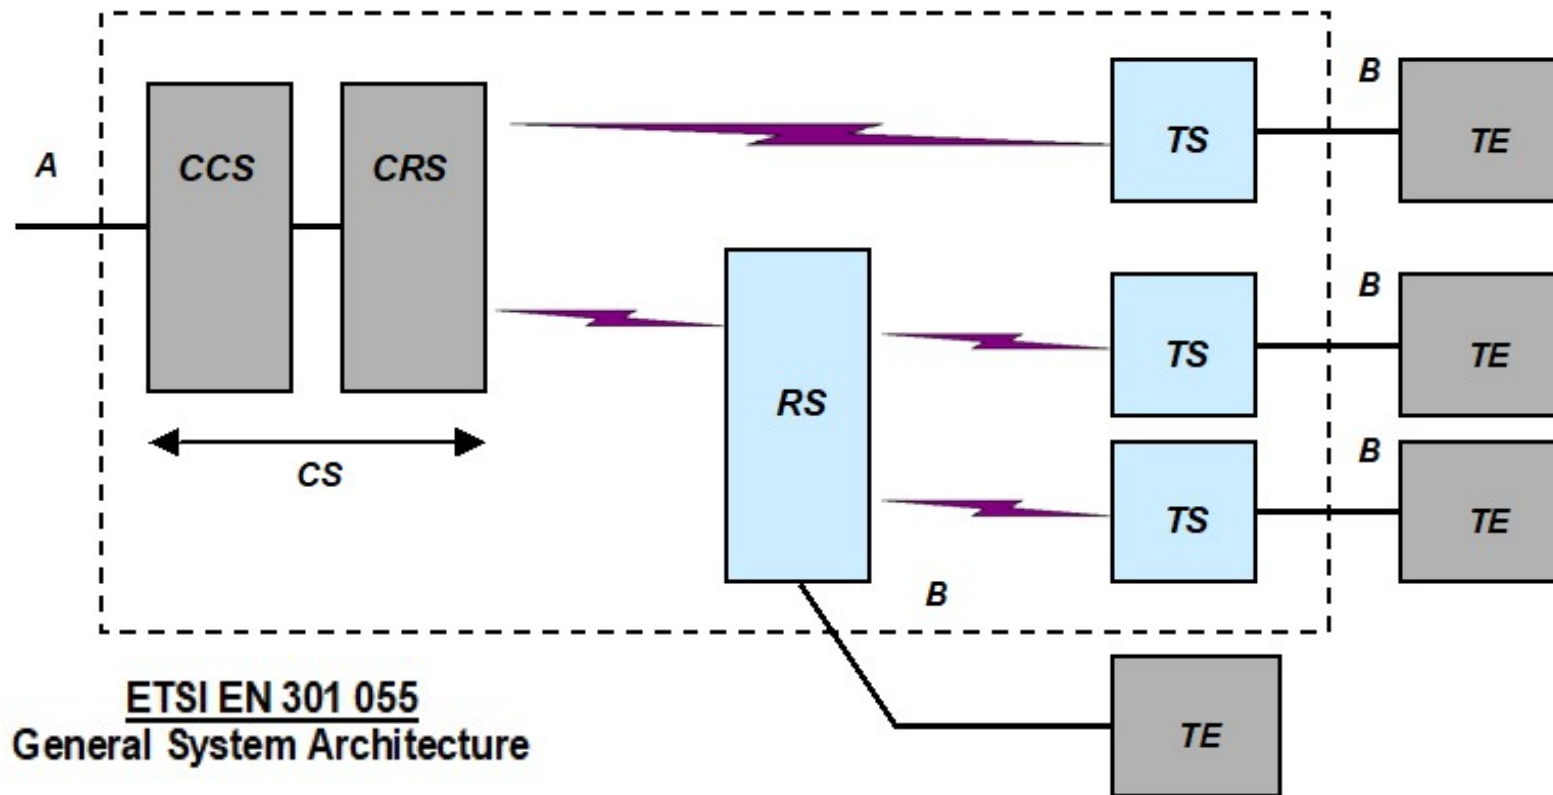 B
TS
TE
A
CCS
CRS
B
TS
TE
RS
B
CS
TS
TE
B
ETSI EN 301 055
General System Architecture
TE